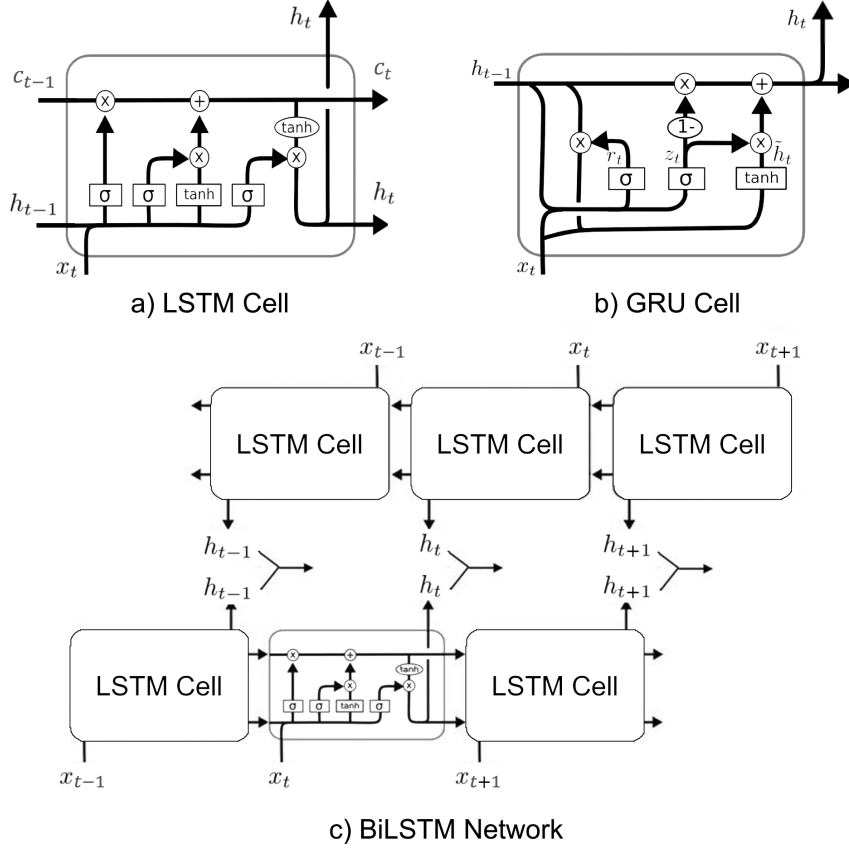 h_t
c_{t-1} × + c_t
tanh
× ×
σ σ tanh σ
h_{t-1} h_t
x_t
a) LSTM Cell
h_t
h_{t-1} × +
1-
× r_t z_t × h̃_t
σ σ tanh
x_t
b) GRU Cell
x_{t-1} x_t x_{t+1}
LSTM Cell LSTM Cell LSTM Cell
h_{t-1} h_t h_{t+1}
h_{t-1} h_t h_{t+1}
× +
tanh
LSTM Cell × × LSTM Cell
σ σ tanh σ
x_{t-1} x_t x_{t+1}
c) BiLSTM Network